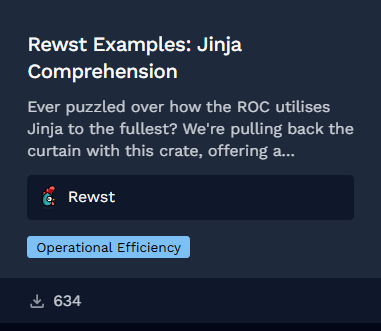 Rewst Examples: Jinja
Comprehension
Ever puzzled over how the ROC utilises
Jinja to the fullest? We're pulling back the
curtain with this crate, offering a...
Rewst
Operational Efficiency
634